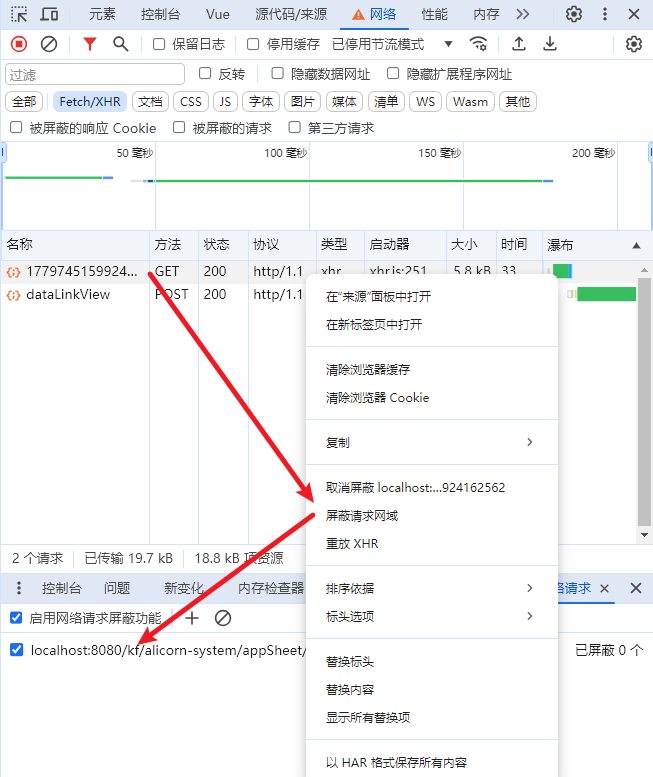 元素 控制台 Vue 源代码/来源 网络 性能 内存
保留日志 停用缓存 已停用节流模式
过滤 反转 隐藏数据网址 隐藏扩展程序网址
全部 Fetch/XHR 文档 CSS JS 字体 图片 媒体 清单 WS Wasm 其他
被屏蔽的响应 Cookie 被屏蔽的请求 第三方请求
50 毫秒 100 毫秒 150 毫秒 200 毫秒
名称 方法 状态 协议 类型 启动器 大小 时间 瀑布
1779745159924... GET 200 http/1.1 xhr xhr.js:251 5.8 kB 33
dataLinkView POST 200 http/1.1
在“来源”面板中打开
在新标签页中打开
清除浏览器缓存
清除浏览器 Cookie
复制
取消屏蔽 localhost:...924162562
屏蔽请求网域
重放 XHR
排序依据
标头选项
替换标头
替换内容
显示所有替换项
以 HAR 格式保存所有内容
2 个请求 已传输 19.7 kB 18.8 kB 项资源
控制台 问题 新变化 内存检查器 络请求
启用网络请求屏蔽功能
localhost:8080/kf/alicorn-system/appSheet/ 已屏蔽 0 个